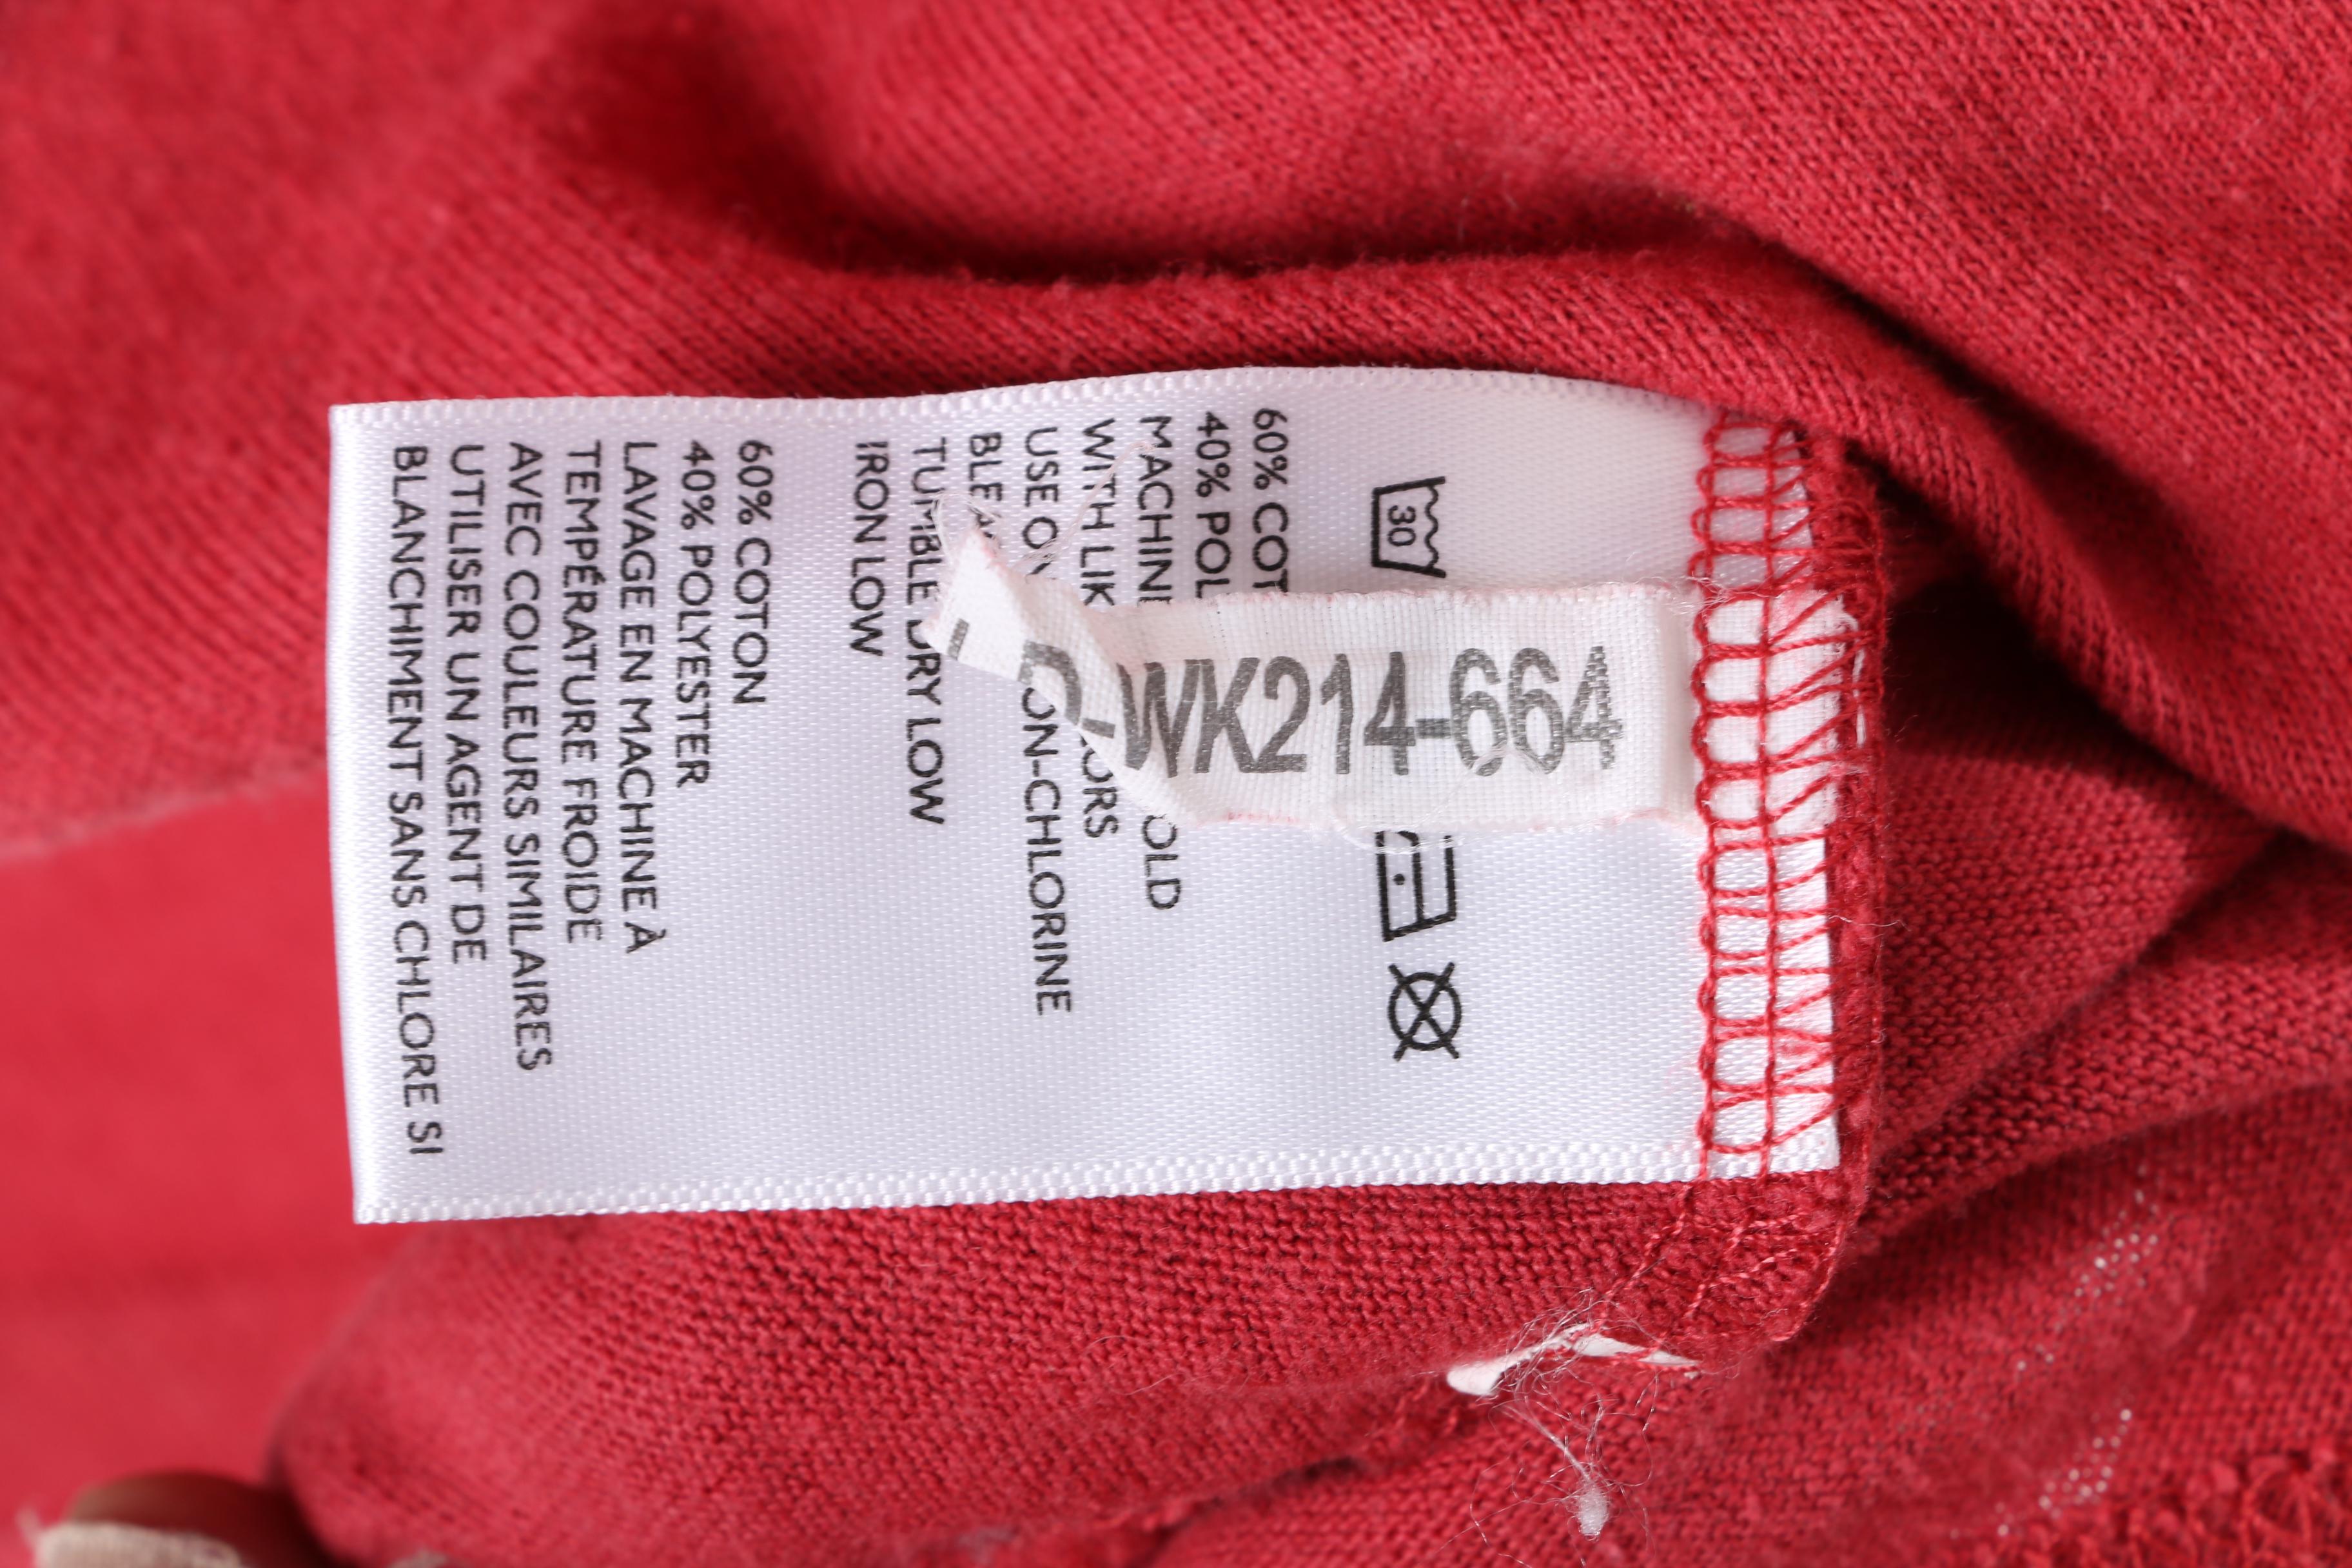 30
60% COT
40% POL
MACHINE OLD
WITH LIK ORS
USE ON ON-CHLORINE
BLEA
TUMBLE DRY LOW
IRON LOW
60% COTON
40% POLYESTER
LAVAGE EN MACHINE À
TEMPÉRATURE FROIDE
AVEC COULEURS SIMILAIRES
UTILISER UN AGENT DE
BLANCHIMENT SANS CHLORE SI
-WK214-664